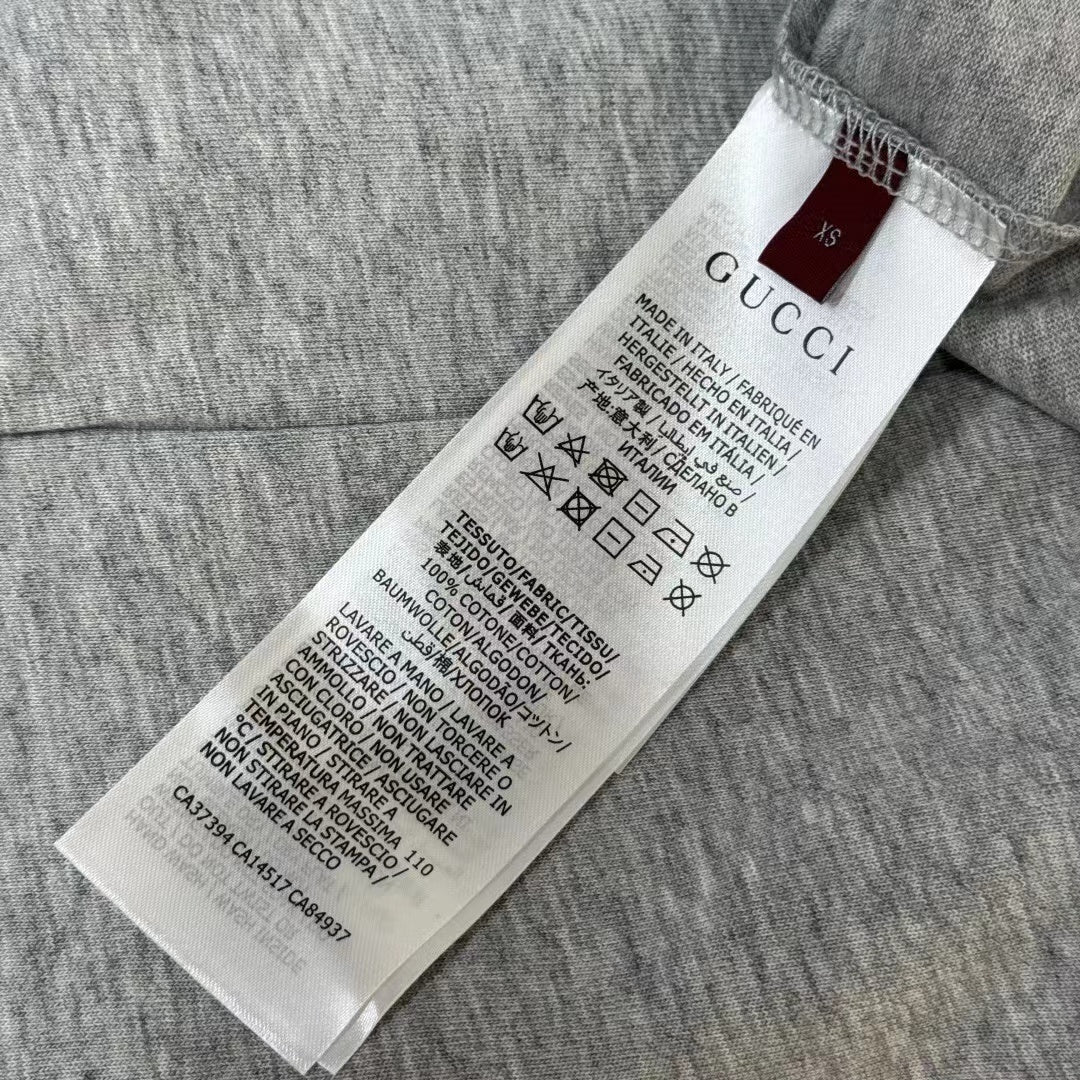 XS
GUCCI
MADE IN ITALY / FABRIQUÉ EN
ITALIE / HECHO EN ITALIA /
HERGESTELLT IN ITALIEN /
FABRICADO EM ITÁLIA /
イタリア製 / صنع في إيطاليا /
产地:意大利 / СДЕЛАНО В
ИТАЛИИ
TESSUTO/FABRIC/TISSU/
TEJIDO/GEWEBE/TECIDO/
表地/قماش/面料/ТКАНЬ:
100% COTONE/COTTON/
COTON/ALGODON/
BAUMWOLLE/ALGODÃO/コットン/
قطن/棉/ХЛОПОК
LAVARE A MANO / LAVARE A
ROVESCIO / NON TORCERE O
STRIZZARE / NON LASCIARE IN
AMMOLLO / NON TRATTARE
CON CLORO / NON USARE
ASCIUGATRICE / ASCIUGARE
IN PIANO / STIRARE A
TEMPERATURA MASSIMA 110
°C / STIRARE A ROVESCIO /
NON STIRARE LA STAMPA /
NON LAVARE A SECCO
CA37394 CA14517 CA84937